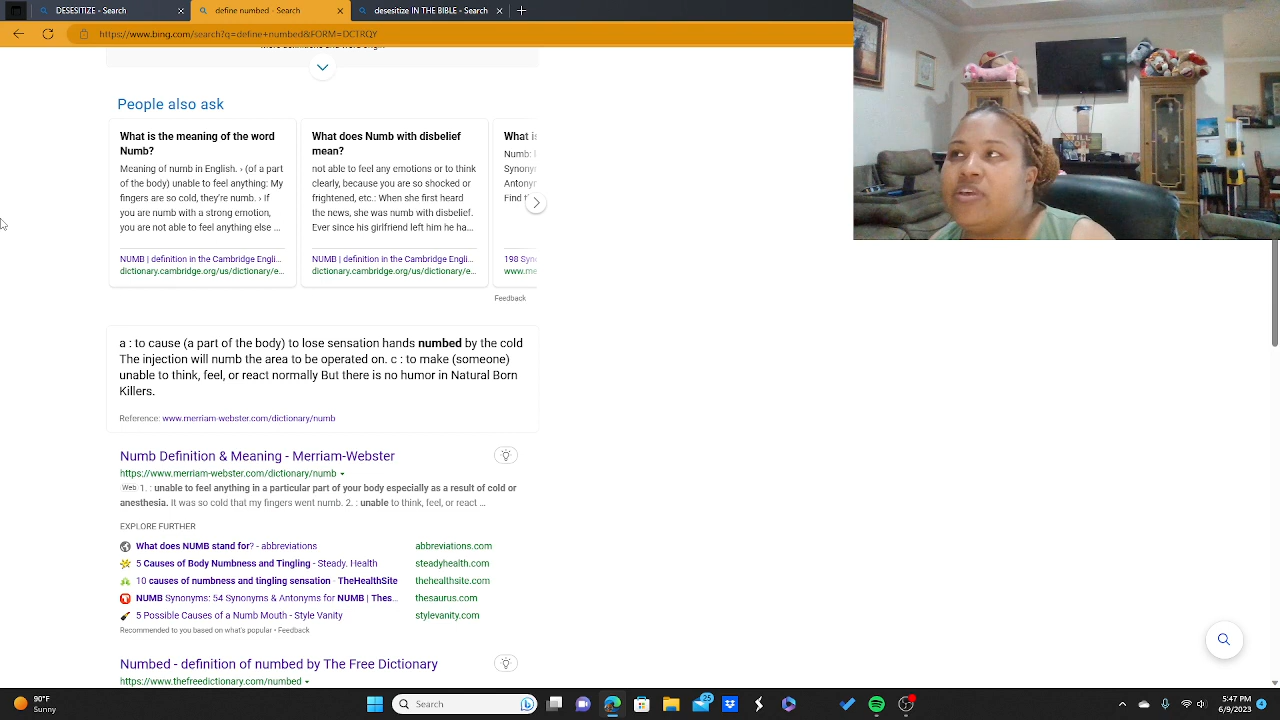 DESENSITIZE - Search
define numbed - Search
desensitize IN THE BIBLE - Search
https://www.bing.com/search?q=define+numbed&FORM=DCTRQY
People also ask
What is the meaning of the word
Numb?
Meaning of numb in English. › (of a part
of the body) unable to feel anything: My
fingers are so cold, they're numb. › If
you are numb with a strong emotion,
you are not able to feel anything else ...
NUMB | definition in the Cambridge Engli...
dictionary.cambridge.org/us/dictionary/e...
What does Numb with disbelief
mean?
not able to feel any emotions or to think
clearly, because you are so shocked or
frightened, etc.: When she first heard
the news, she was numb with disbelief.
Ever since his girlfriend left him he ha...
NUMB | definition in the Cambridge Engli...
dictionary.cambridge.org/us/dictionary/e...
What is
Numb:
Synony
Antony
Find
198 Syn
www.me
Feedback
a : to cause (a part of the body) to lose sensation hands numbed by the cold
The injection will numb the area to be operated on. c : to make (someone)
unable to think, feel, or react normally But there is no humor in Natural Born
Killers.
Reference: www.merriam-webster.com/dictionary/numb
Numb Definition & Meaning - Merriam-Webster
https://www.merriam-webster.com/dictionary/numb
Web 1. : unable to feel anything in a particular part of your body especially as a result of cold or
anesthesia. It was so cold that my fingers went numb. 2. : unable to think, feel, or react ...
EXPLORE FURTHER
What does NUMB stand for? - abbreviations abbreviations.com
5 Causes of Body Numbness and Tingling - Steady. Health steadyhealth.com
10 causes of numbness and tingling sensation - TheHealthSite thehealthsite.com
NUMB Synonyms: 54 Synonyms & Antonyms for NUMB | Thes... thesaurus.com
5 Possible Causes of a Numb Mouth - Style Vanity stylevanity.com
Recommended to you based on what's popular • Feedback
Numbed - definition of numbed by The Free Dictionary
https://www.thefreedictionary.com/numbed
90°F
Sunny
Search
25
5:47 PM
6/9/2023
4